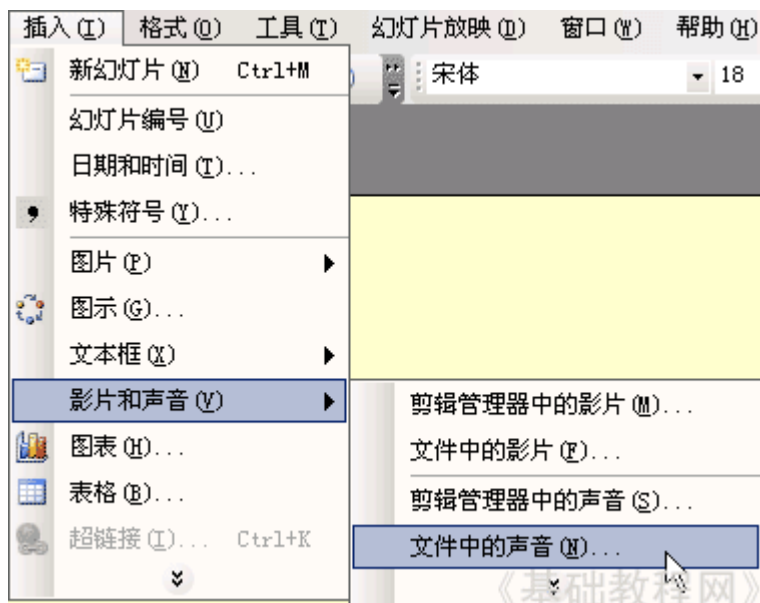 插入(I) 格式(O) 工具(T) 幻灯片放映(D) 窗口(W) 帮助(H)
新幻灯片(N) Ctrl+M
宋体 18
幻灯片编号(U)
日期和时间(T)...
特殊符号(Y)...
图片(P)
图示(G)...
文本框(X)
影片和声音(V)
图表(H)...
表格(B)...
超链接(I)... Ctrl+K
剪辑管理器中的影片(M)...
文件中的影片(F)...
剪辑管理器中的声音(S)...
文件中的声音(N)...
《基础教程网》